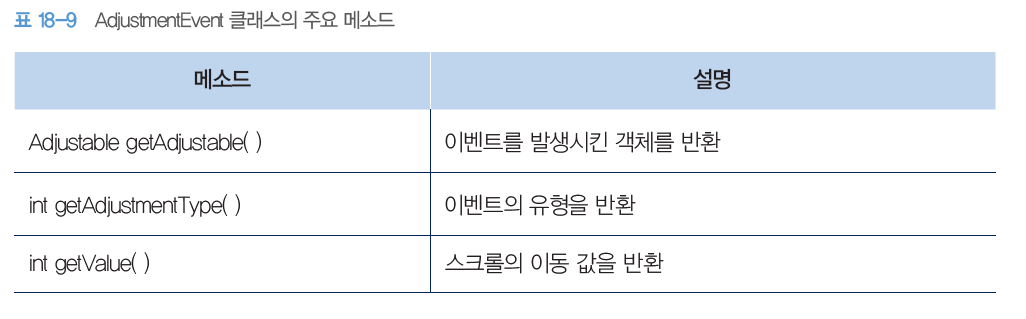 표 18-9 AdjustmentEvent 클래스의 주요 메소드
메소드 설명
Adjustable getAdjustable( ) 이벤트를 발생시킨 객체를 반환
int getAdjustmentType( ) 이벤트의 유형을 반환
int getValue( ) 스크롤의 이동 값을 반환